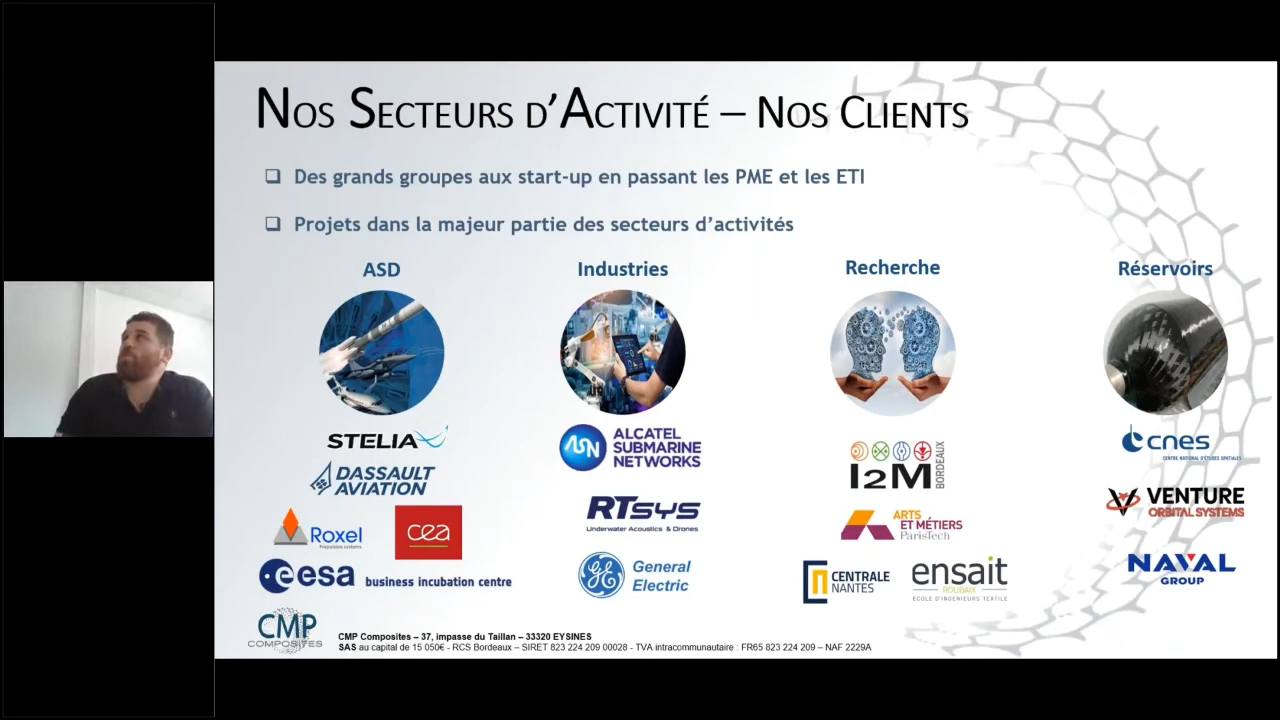 NOS SECTEURS D'ACTIVITÉ – NOS CLIENTS
❑ Des grands groupes aux start-up en passant les PME et les ETI
❑ Projets dans la majeur partie des secteurs d'activités
ASD
Industries
Recherche
Réservoirs
STELIA
DASSAULT
AVIATION
Roxel
Propulsion systems
cea
esa business incubation centre
ASN ALCATEL
SUBMARINE
NETWORKS
RTSYS
Underwater Acoustics & Drones
GE General
Electric
I2M BORDEAUX
ARTS
ET MÉTIERS
ParisTech
CENTRALE
NANTES
ensait
ROUBAIX
ÉCOLE D'INGÉNIEURS TEXTILE
cnes
CENTRE NATIONAL D'ÉTUDES SPATIALES
VENTURE
ORBITAL SYSTEMS
NAVAL
GROUP
CMP
COMPOSITES
CMP Composites – 37, impasse du Taillan – 33320 EYSINES
SAS au capital de 15 050€ - RCS Bordeaux – SIRET 823 224 209 00028 - TVA intracommunautaire : FR65 823 224 209 – NAF 2229A